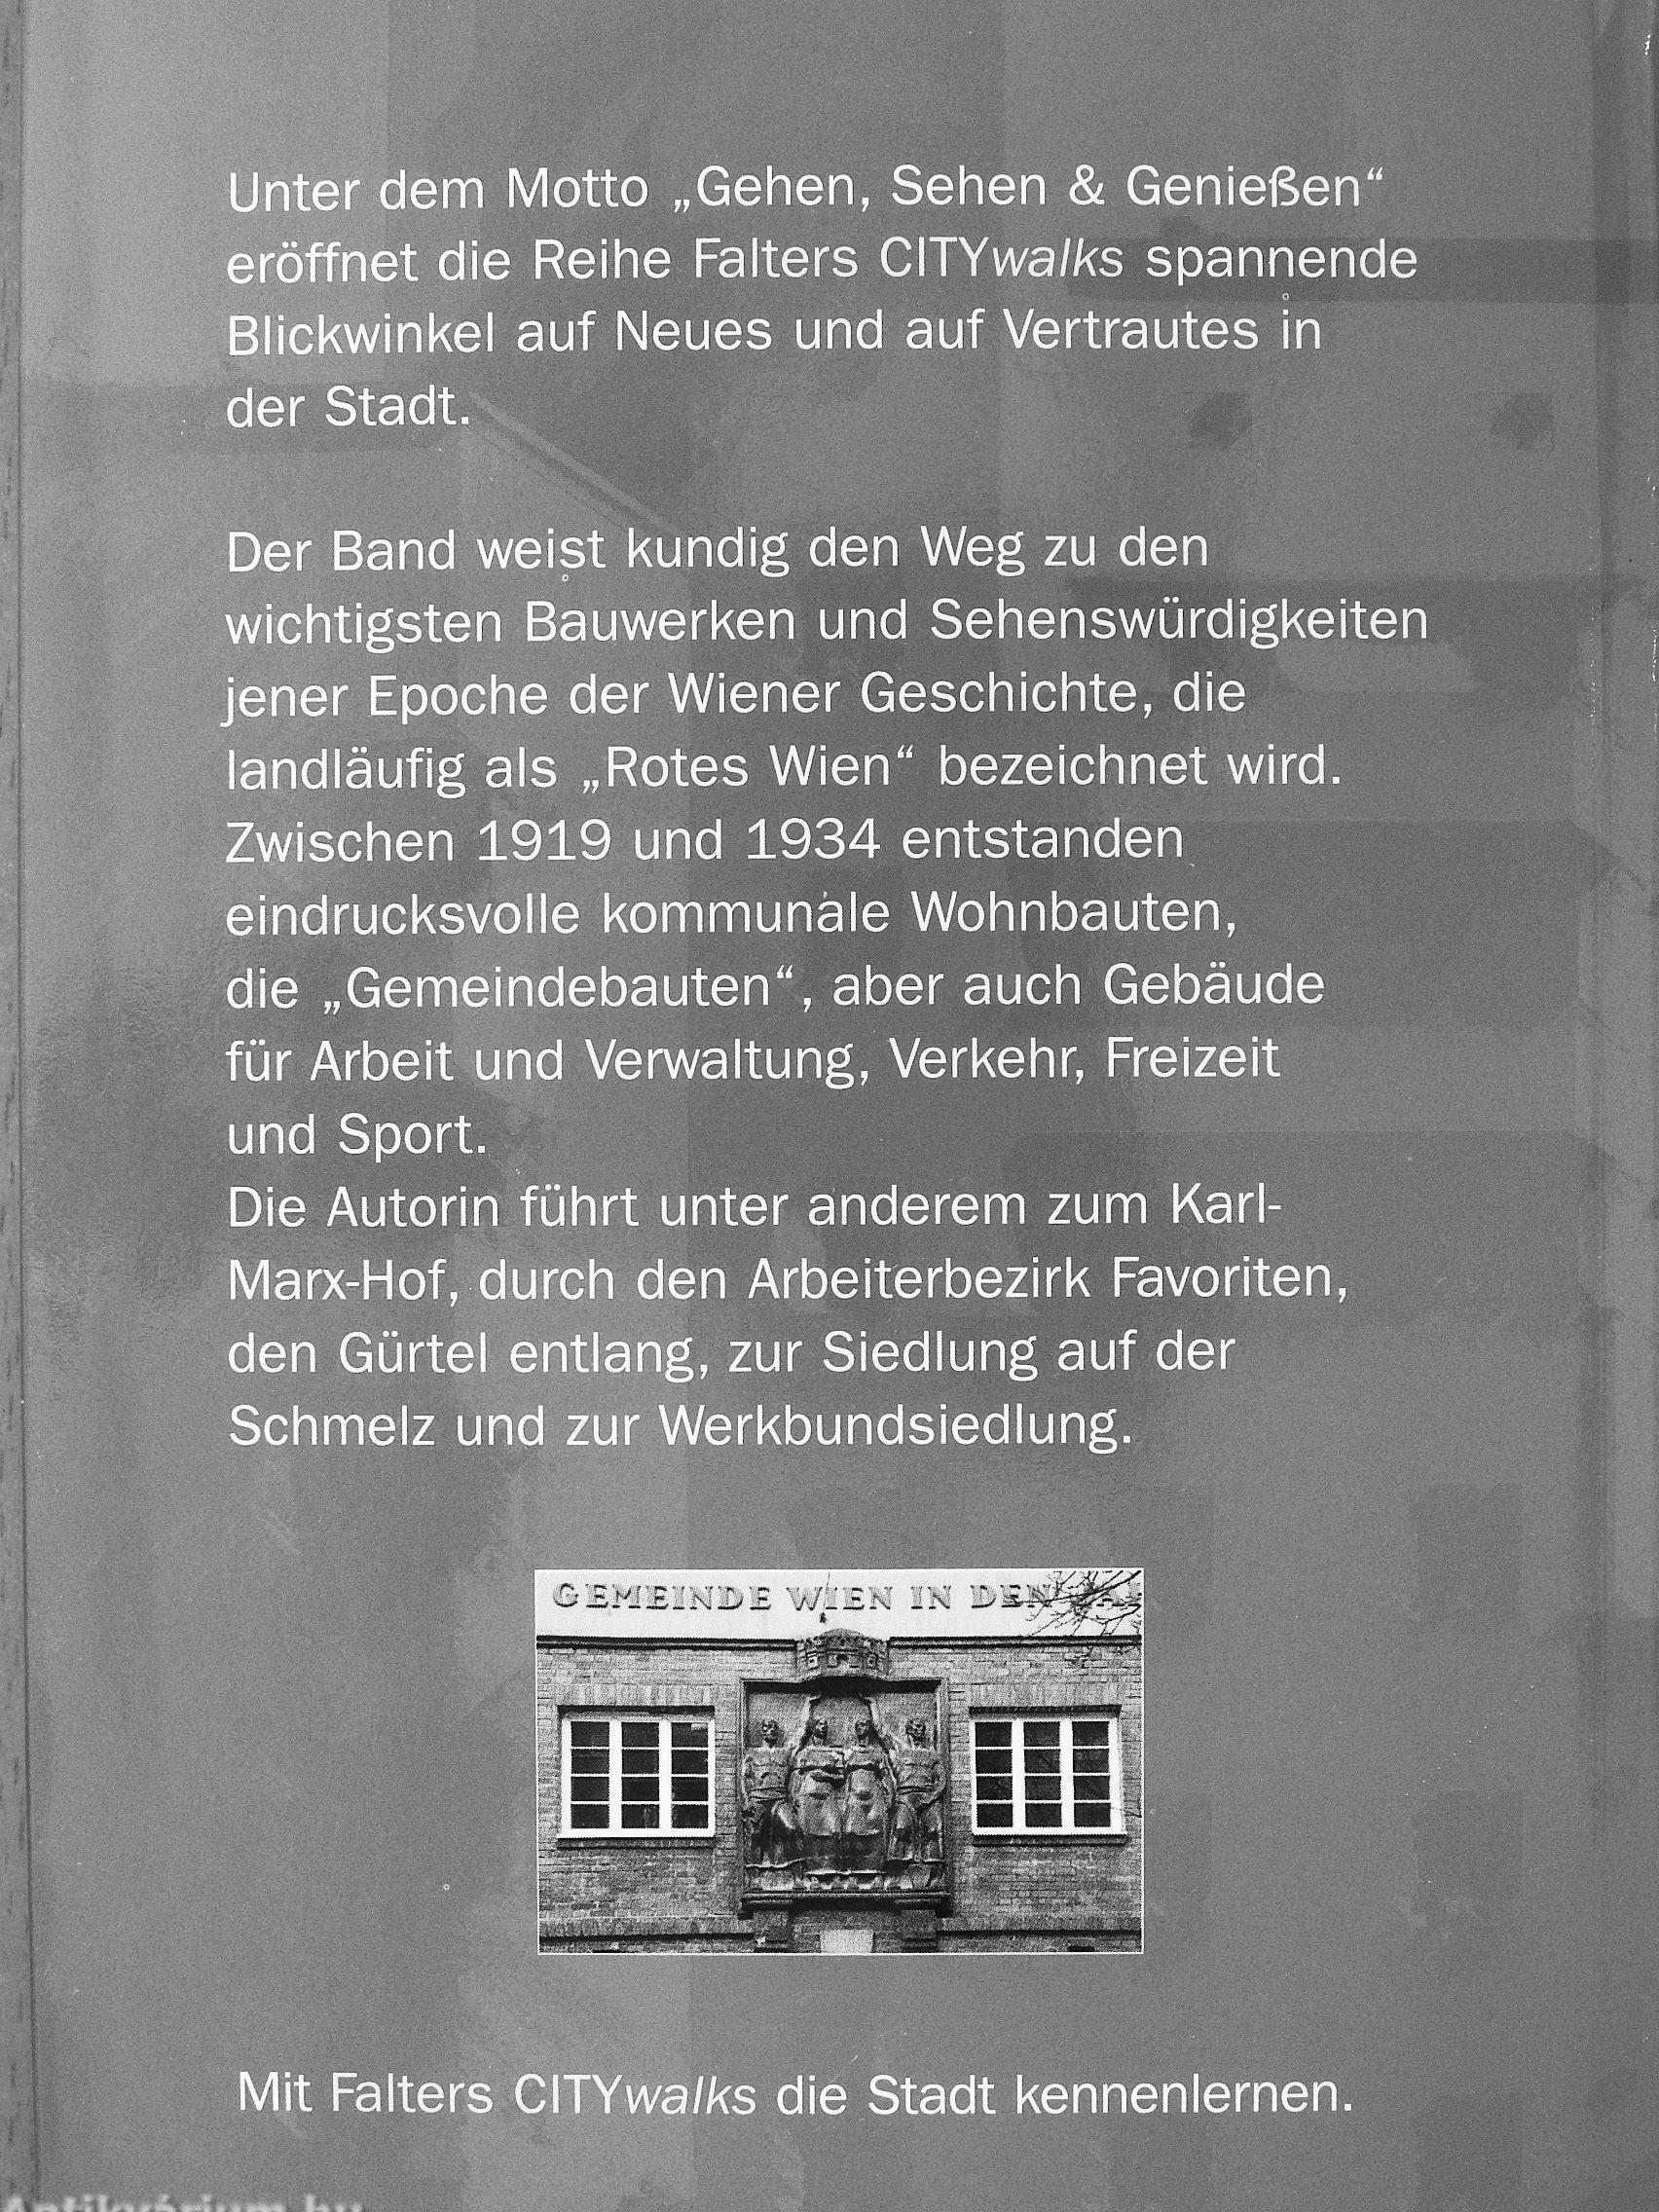 Unter dem Motto „Gehen, Sehen & Genießen“
eröffnet die Reihe Falters CITYwalks spannende
Blickwinkel auf Neues und auf Vertrautes in
der Stadt.
Der Band weist kundig den Weg zu den
wichtigsten Bauwerken und Sehenswürdigkeiten
jener Epoche der Wiener Geschichte, die
landläufig als „Rotes Wien“ bezeichnet wird.
Zwischen 1919 und 1934 entstanden
eindrucksvolle kommunale Wohnbauten,
die „Gemeindebauten“, aber auch Gebäude
für Arbeit und Verwaltung, Verkehr, Freizeit
und Sport.
Die Autorin führt unter anderem zum Karl-
Marx-Hof, durch den Arbeiterbezirk Favoriten,
den Gürtel entlang, zur Siedlung auf der
Schmelz und zur Werkbundsiedlung.
GEMEINDE WIEN IN DEN
Mit Falters CITYwalks die Stadt kennenlernen.
Antikvárium.hu